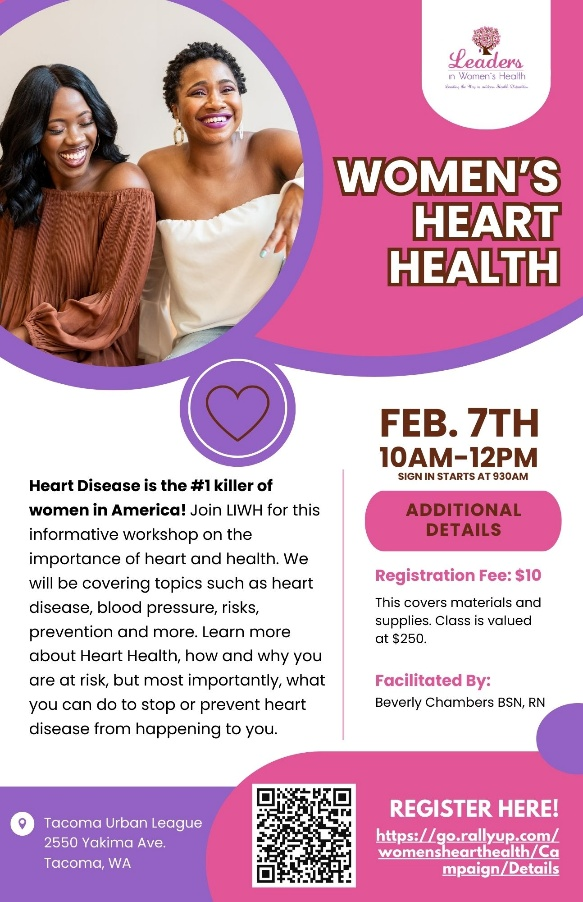 Leaders
in Women's Health
WOMEN'S
HEART
HEALTH
FEB. 7TH
10AM-12PM
SIGN IN STARTS AT 930AM
Heart Disease is the #1 killer of
women in America! Join LIWH for this
informative workshop on the
importance of heart and health. We
will be covering topics such as heart
disease, blood pressure, risks,
prevention and more. Learn more
about Heart Health, how and why you
are at risk, but most importantly, what
you can do to stop or prevent heart
disease from happening to you.
ADDITIONAL
DETAILS
Registration Fee: $10
This covers materials and
supplies. Class is valued
at $250.
Facilitated By:
Beverly Chambers BSN, RN
Tacoma Urban League
2550 Yakima Ave.
Tacoma, WA
REGISTER HERE!
https://go.rallyup.com/
womenshearthealth/Ca
mpaign/Details